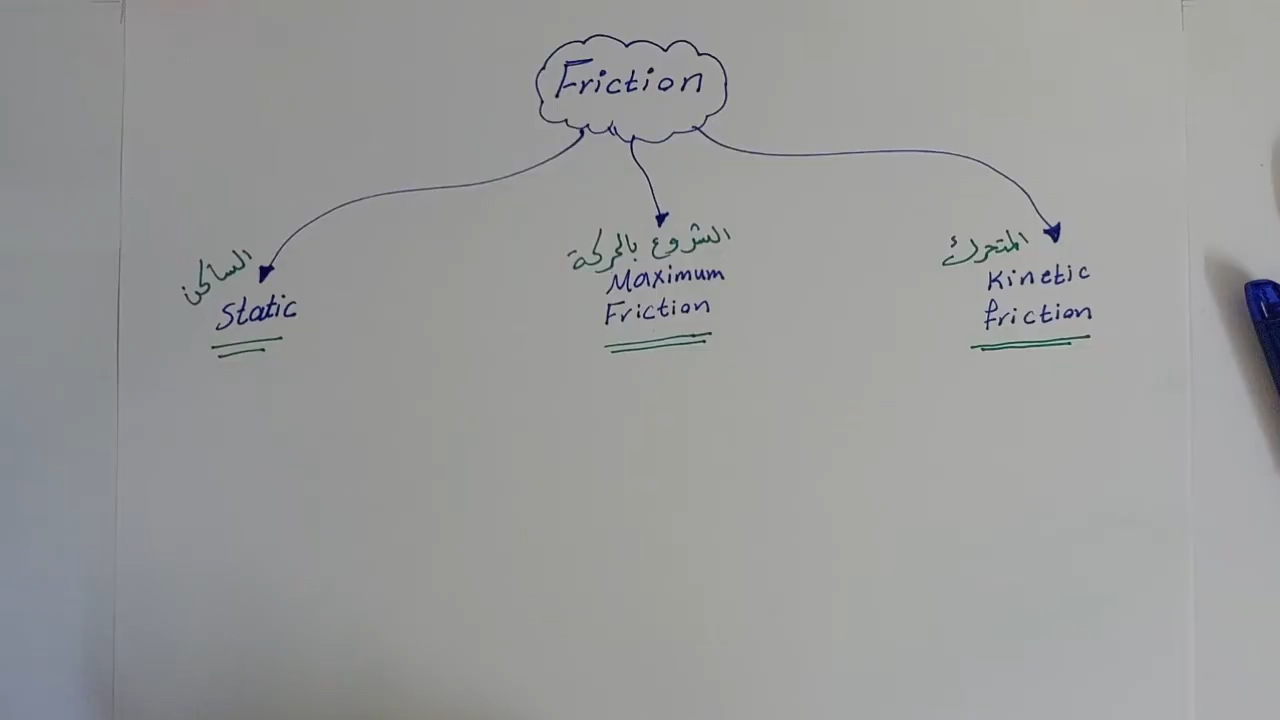 Friction
الساكن
Static
الشروع بالحركة
Maximum
Friction
المتحرك
Kinetic
friction